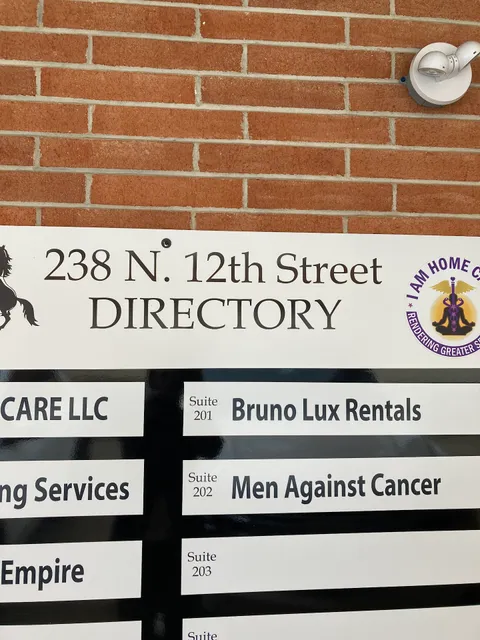 238 N. 12th Street
DIRECTORY
I AM HOME
RENDERING GREATER
CARE LLC
Suite
201
Bruno Lux Rentals
ng Services
Suite
202
Men Against Cancer
Empire
Suite
203
Suite